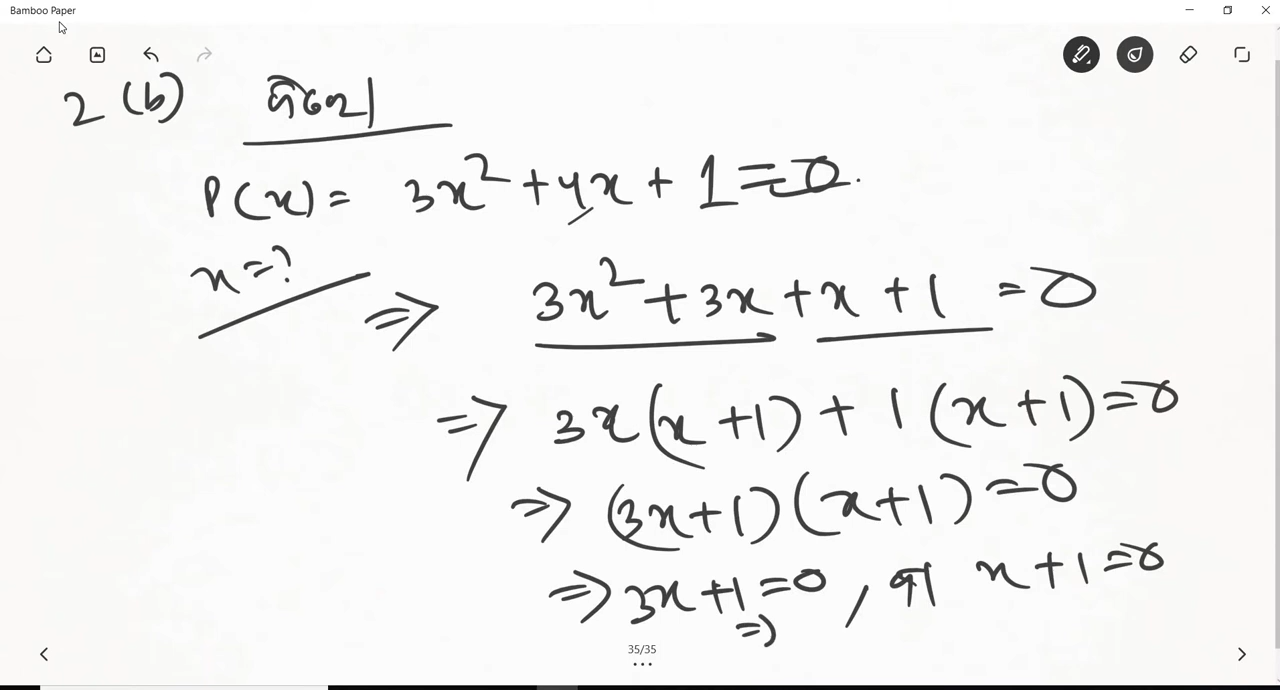 Bamboo Paper
2 (b)
P(x) = 3x² + 4x + 1 = 0.
x = ?
⇒ 3x² + 3x + x + 1 = 0
⇒ 3x(x + 1) + 1(x + 1) = 0
⇒ (3x + 1)(x + 1) = 0
⇒ 3x + 1 = 0, वा x + 1 = 0
⇒
35/35